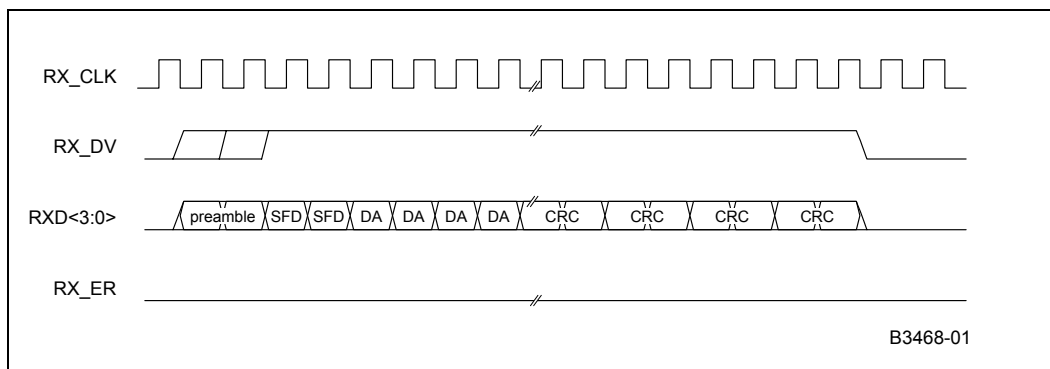 RX_CLK
RX_DV
RXD<3:0>
preamble SFD SFD DA DA DA DA CRC CRC CRC CRC
RX_ER
B3468-01